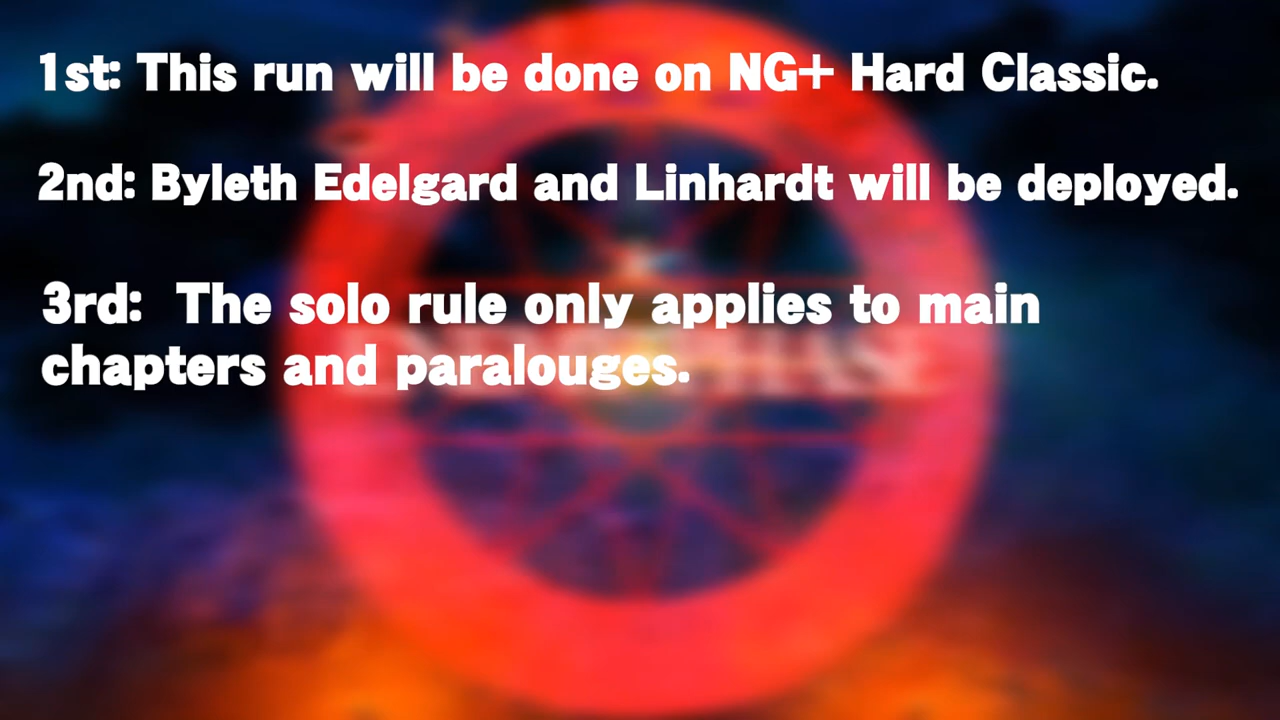 1st: This run will be done on NG+ Hard Classic.
2nd: Byleth Edelgard and Linhardt will be deployed.
3rd: The solo rule only applies to main
chapters and paralouges.